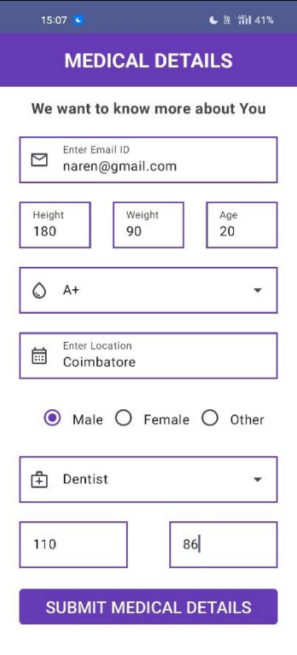 15:07 41%
MEDICAL DETAILS
We want to know more about You
Enter Email ID
naren@gmail.com
Height Weight Age
180 90 20
A+
Enter Location
Coimbatore
Male Female Other
Dentist
110 86
SUBMIT MEDICAL DETAILS